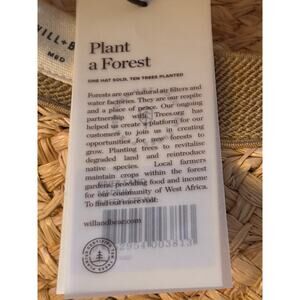 WILL+B
MED
Plant
a Forest
ONE HAT SOLD, TEN TREES PLANTED
Forests are our natural air filters and
water factories. They are our respite
and a place of peace. Our ongoing
partnership with Trees.org has
helped us create a platform for our
customers to join us in creating
opportunities for new forests to
grow. Planting trees to revitalise
degraded land and reintroduce
native species. Local farmers
maintain crops within the forest
gardens, providing food and income
for our community of West Africa.
To find out more visit:
willandbear.com